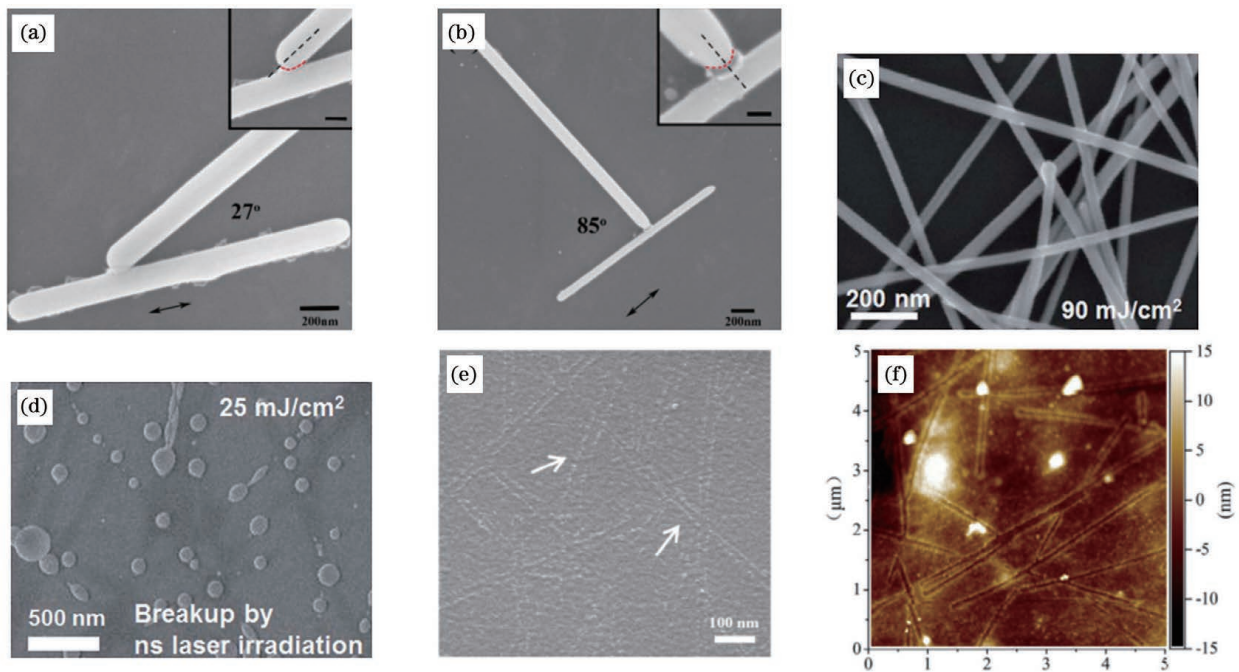 (a)
27°
200nm
(b)
85°
200nm
(c)
200 nm
90 mJ/cm²
(d)
25 mJ/cm²
500 nm
Breakup by
ns laser irradiation
(e)
100 nm
(f)
5
4
3
2
1
0
(μm)
0
1
2
3
4
5
15
10
5
0
-5
-10
-15
(nm)